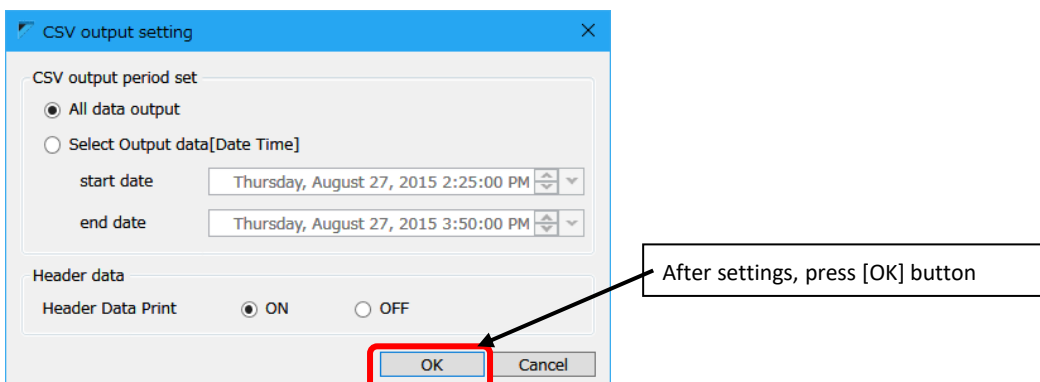 CSV output setting
CSV output period set
All data output
Select Output data[Date Time]
start date
Thursday, August 27, 2015 2:25:00 PM
end date
Thursday, August 27, 2015 3:50:00 PM
Header data
Header Data Print ON OFF
OK Cancel
After settings, press [OK] button